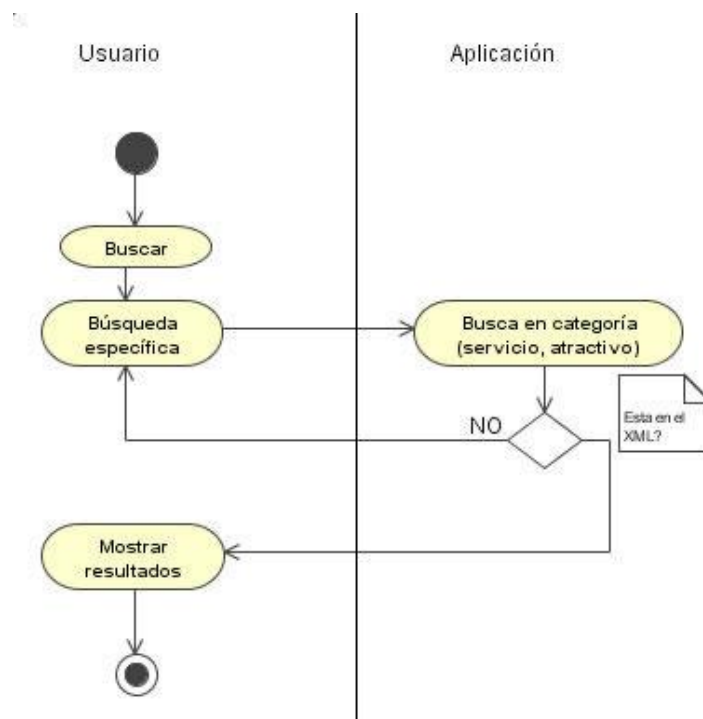 Usuario
Aplicación
Buscar
Búsqueda
específica
Busca en categoría
(servicio, atractivo)
Esta en el
XML?
NO
Mostrar
resultados